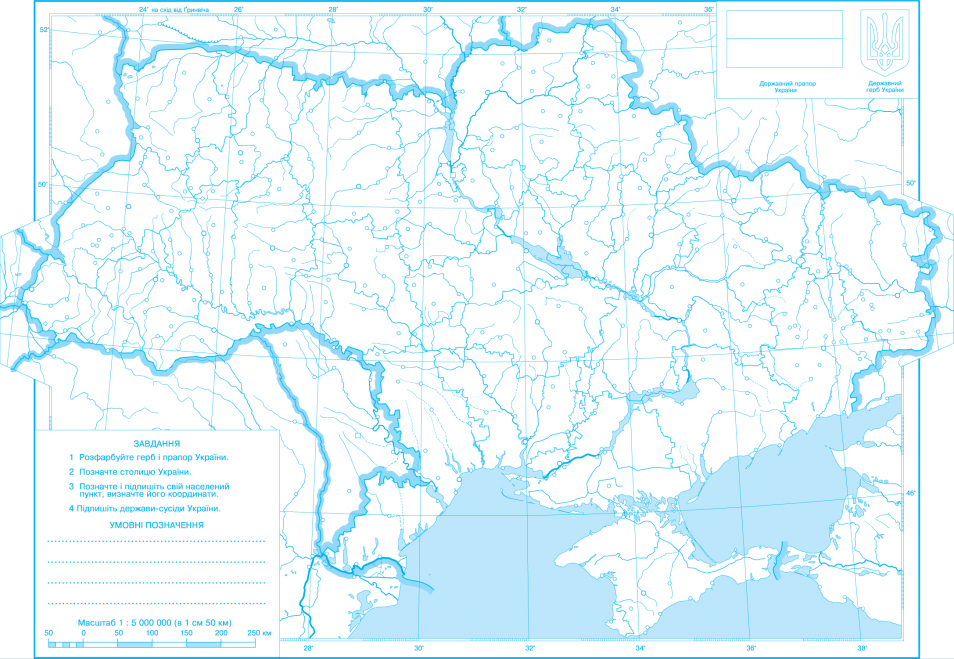 24° на схід від Ґринвіча 26° 28° 30° 32° 34° 36°
52°
Державний прапор
України
Державний
герб України
50° 50°
46°
ЗАВДАННЯ
1 Розфарбуйте герб і прапор України.
2 Позначте столицю України.
3 Позначте і підпишіть свій населений
пункт, визначте його координати.
4 Підпишіть держави-сусіди України.
УМОВНІ ПОЗНАЧЕННЯ
Масштаб 1 : 5 000 000 (в 1 см 50 км)
50 0 50 100 150 200 250 км
28° 30° 32° 34° 36° 38°